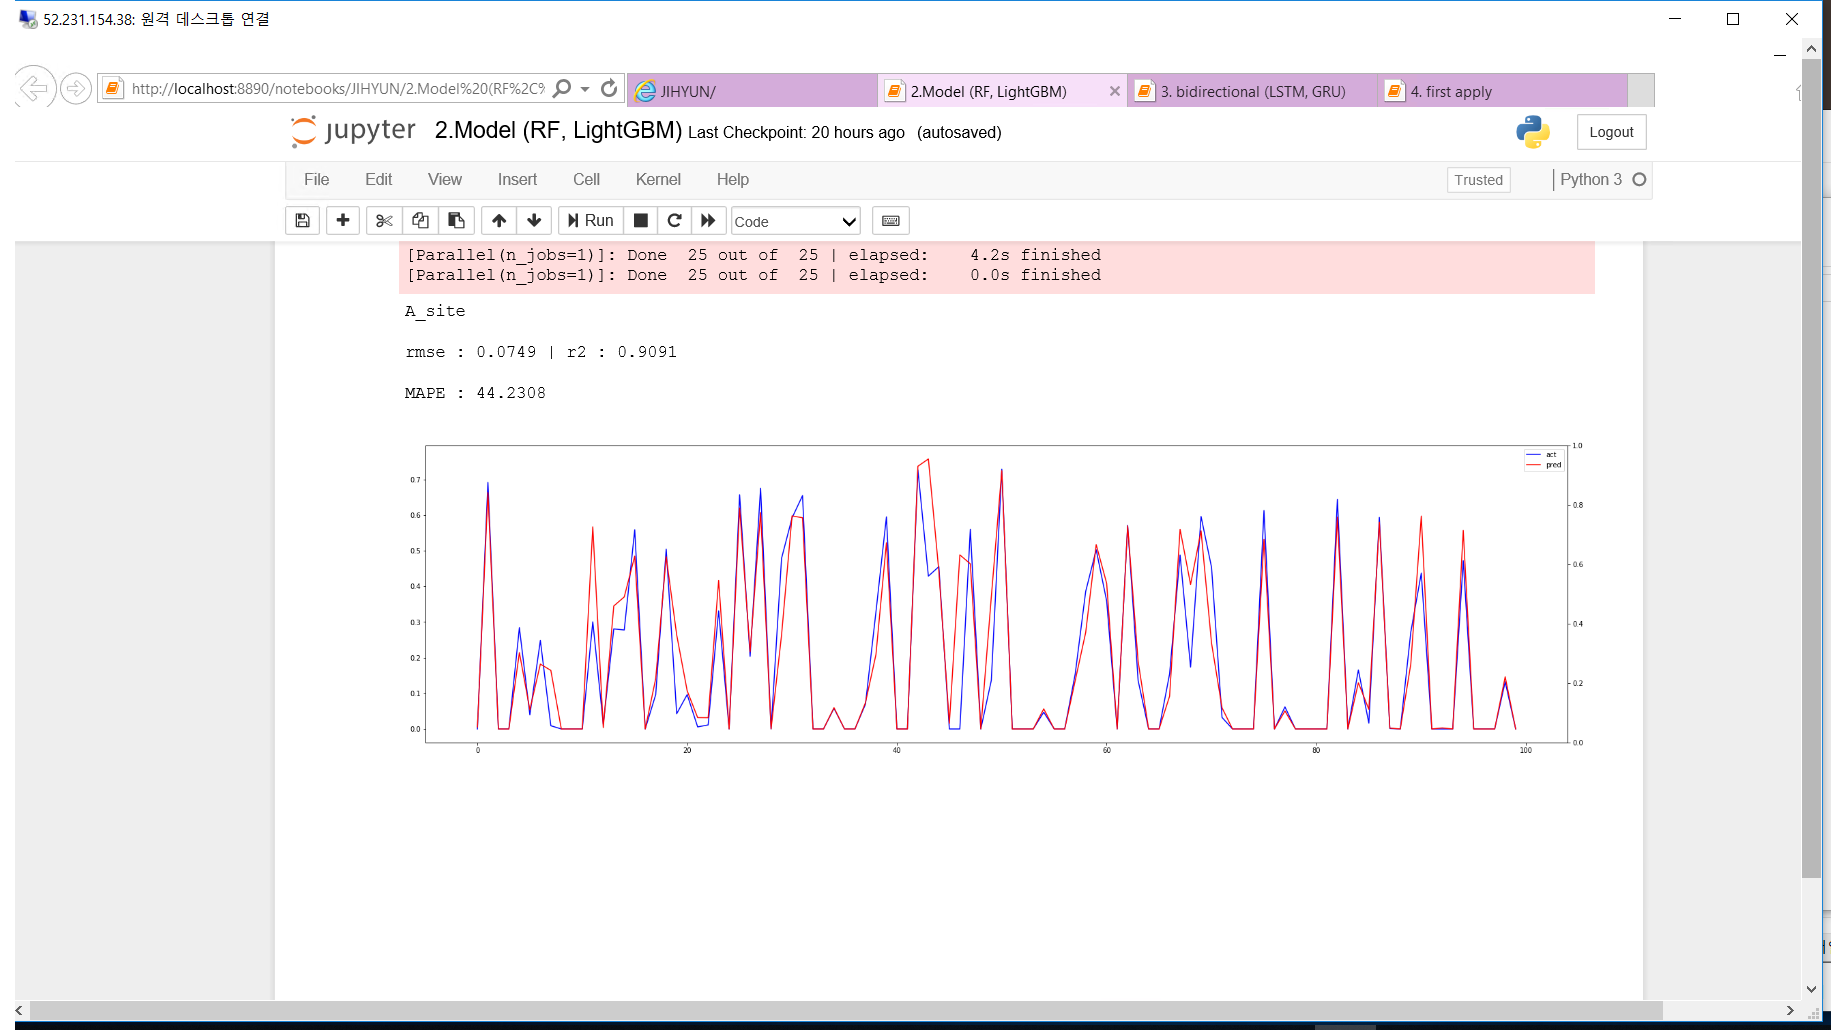 52.231.154.38: 원격 데스크톱 연결
http://localhost:8890/notebooks/JIHYUN/2.Model%20(RF%2C%
JIHYUN/
2.Model (RF, LightGBM)
3. bidirectional (LSTM, GRU)
4. first apply
jupyter 2.Model (RF, LightGBM) Last Checkpoint: 20 hours ago (autosaved)
Logout
File Edit View Insert Cell Kernel Help
Trusted
Python 3
Run
Code
[Parallel(n_jobs=1)]: Done 25 out of 25 | elapsed: 4.2s finished
[Parallel(n_jobs=1)]: Done 25 out of 25 | elapsed: 0.0s finished
A_site
rmse : 0.0749 | r2 : 0.9091
MAPE : 44.2308
act
pred
0.7
0.6
0.5
0.4
0.3
0.2
0.1
0.0
1.0
0.8
0.6
0.4
0.2
0.0
0 20 40 60 80 100